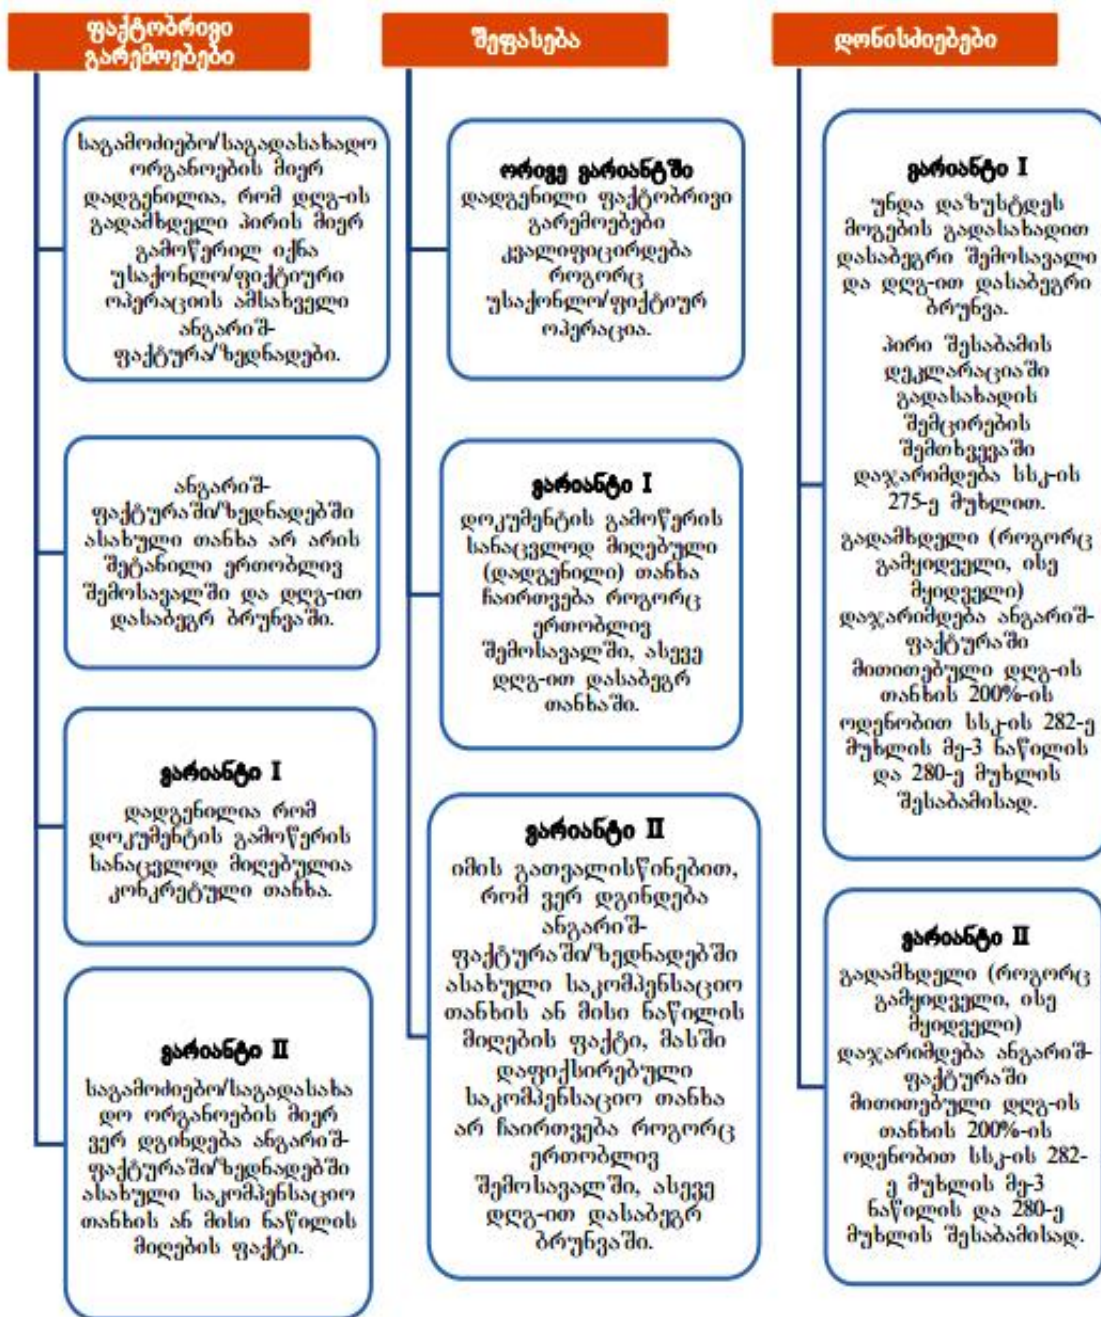 ფაქტობრივი
გარემოებები
საგამოძიებო/საგადასახადო
ორგანოების მიერ
დადგენილია, რომ დღგ-ის
გადამხდელი პირის მიერ
გამოწერილ იქნა
უსაქონლო/ფიქტიური
ოპერაციის ამსახველი
ანგარიშ-
ფაქტურა/ზედნადები.
ანგარიშ-
ფაქტურაში/ზედნადებში
ასახული თანხა არ არის
შეტანილი ერთობლივ
შემოსავალში და დღგ-ით
დასაბეგრ ბრუნვაში.
ვარიანტი I
დადგენილია რომ
დოკუმენტის გამოწერის
სანაცვლოდ მიღებულია
კონკრეტული თანხა.
ვარიანტი II
საგამოძიებო/საგადასახა
დო ორგანოების მიერ
ვერ დგინდება ანგარიშ-
ფაქტურაში/ზედნადებში
ასახული საკომპენსაციო
თანხის ან მისი ნაწილის
მიღების ფაქტი.
შეფასება
ორივე ვარიანტში
დადგენილი ფაქტობრივი
გარემოებები
კვალიფიცირდება
როგორც
უსაქონლო/ფიქტიურ
ოპერაცია.
ვარიანტი I
დოკუმენტის გამოწერის
სანაცვლოდ მიღებული
(დადგენილი) თანხა
ჩაირთვება როგორც
ერთობლივ
შემოსავალში, ასევე
დღგ-ით დასაბეგრ
თანხაში.
ვარიანტი II
იმის გათვალისწინებით,
რომ ვერ დგინდება
ანგარიშ-
ფაქტურაში/ზედნადებში
ასახული საკომპენსაციო
თანხის ან მისი ნაწილის
მიღების ფაქტი, მასში
დაფიქსირებული
საკომპენსაციო თანხა
არ ჩაირთვება როგორც
ერთობლივ
შემოსავალში, ასევე
დღგ-ით დასაბეგრ
ბრუნვაში.
ღონისძიებები
ვარიანტი I
უნდა დაზუსტდეს
მოგების გადასახადით
დასაბეგრი შემოსავალი
და დღგ-ით დასაბეგრი
ბრუნვა.
პირი შესაბამის
დეკლარაციაში
გადასახადის
შემცირების
შემთხვევაში
დაჯარიმდება სსკ-ის
275-ე მუხლით.
გადამხდელი (როგორც
გამყიდველი, ისე
მყიდველი)
დაჯარიმდება ანგარიშ-
ფაქტურაში
მითითებული დღგ-ის
თანხის 200%-ის
ოდენობით სსკ-ის 282-ე
მუხლის მე-3 ნაწილის
და 280-ე მუხლის
შესაბამისად.
ვარიანტი II
გადამხდელი (როგორც
გამყიდველი, ისე
მყიდველი)
დაჯარიმდება ანგარიშ-
ფაქტურაში
მითითებული დღგ-ის
თანხის 200%-ის
ოდენობით სსკ-ის 282-
ე მუხლის მე-3
ნაწილის და 280-ე
მუხლის შესაბამისად.